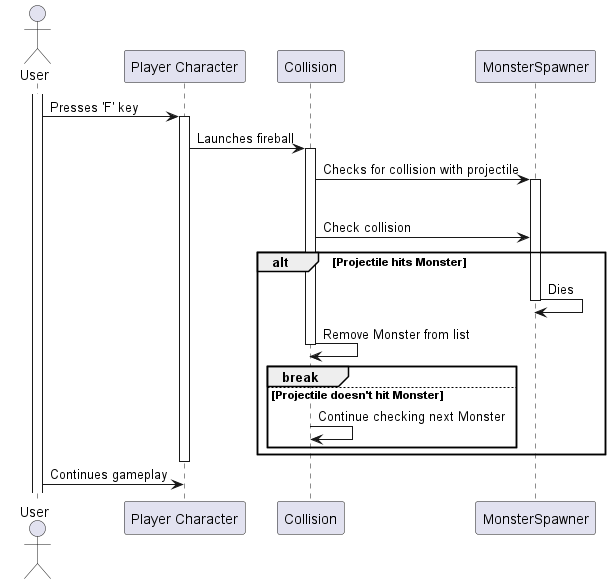 User
Player Character
Collision
MonsterSpawner
Presses 'F' key
Launches fireball
Checks for collision with projectile
Check collision
alt
[Projectile hits Monster]
Dies
Remove Monster from list
break
[Projectile doesn't hit Monster]
Continue checking next Monster
Continues gameplay
User
Player Character
Collision
MonsterSpawner